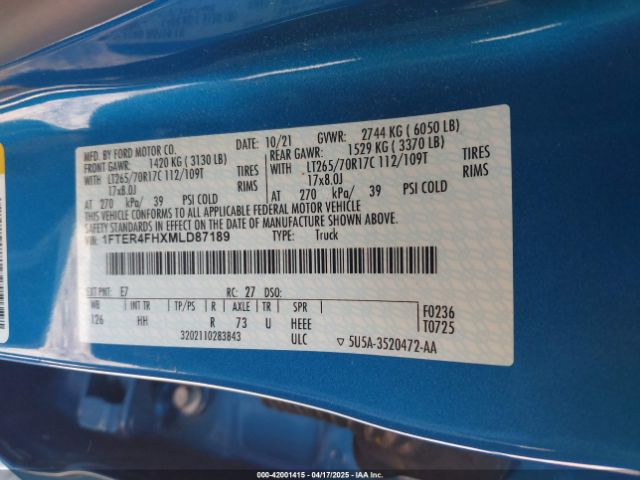 MFD. BY FORD MOTOR CO. 10/21 GVWR: 2744 KG ( 6050 LB)
FRONT GAWR: 1420 KG ( 3130 LB) REAR GAWR: 1529 KG ( 3370 LB)
WITH LT265/70R17C 112/109T TIRES WITH LT265/70R17C 112/109T TIRES
17x8.0J RIMS 17x8.0J RIMS
AT 270 kPa/ 39 PSI COLD AT 270 kPa/ 39 PSI COLD
THIS VEHICLE CONFORMS TO ALL APPLICABLE FEDERAL MOTOR VEHICLE
SAFETY STANDARDS IN EFFECT ON THE DATE OF MANUFACTURE SHOWN ABOVE.
VIN: 1FTER4FHXMLD87189 TYPE: Truck
EXT PNT: E7 RC: 27 DSO:
WB INT TR TP/PS R AXLE TR F0236
126 HH R 73 U HEEE T0725
3202110283843 ULC ▽ 5U5A-3520472-AA
000-42001415 - 04/17/2025 - IAA Inc.